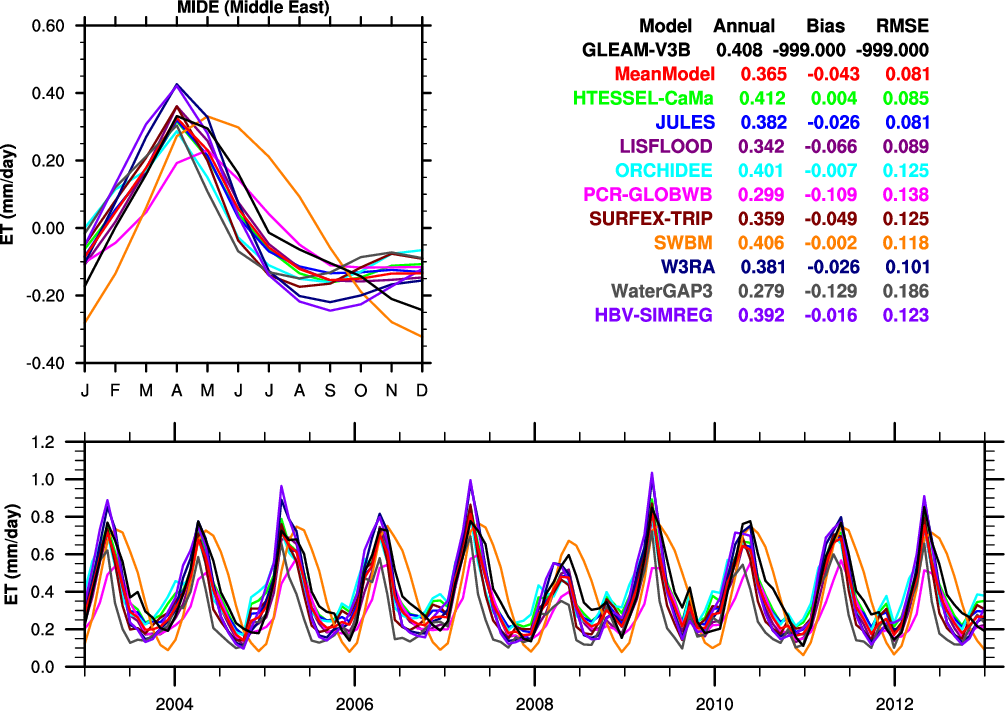 MIDE (Middle East)
0.60
0.40
0.20
0.00
-0.20
-0.40
ET (mm/day)
J F M A M J J A S O N D
Model Annual Bias RMSE
GLEAM-V3B 0.408 -999.000 -999.000
MeanModel 0.365 -0.043 0.081
HTESSEL-CaMa 0.412 0.004 0.085
JULES 0.382 -0.026 0.081
LISFLOOD 0.342 -0.066 0.089
ORCHIDEE 0.401 -0.007 0.125
PCR-GLOBWB 0.299 -0.109 0.138
SURFEX-TRIP 0.359 -0.049 0.125
SWBM 0.406 -0.002 0.118
W3RA 0.381 -0.026 0.101
WaterGAP3 0.279 -0.129 0.186
HBV-SIMREG 0.392 -0.016 0.123
1.2
1.0
0.8
0.6
0.4
0.2
0.0
ET (mm/day)
2004 2006 2008 2010 2012